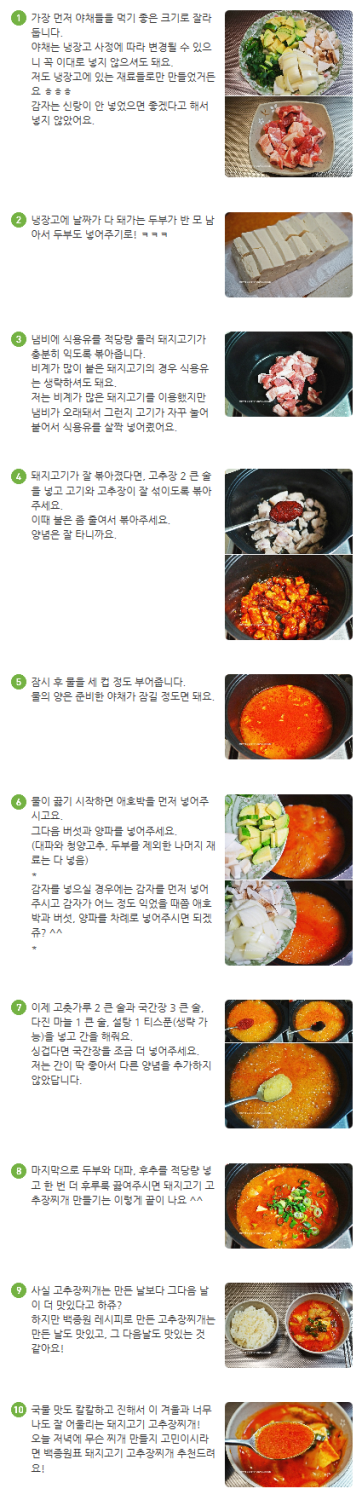 1
가장 먼저 야채들을 먹기 좋은 크기로 잘라
둡니다.
야채는 냉장고 사정에 따라 변경될 수 있으
니 꼭 이대로 넣지 않으셔도 돼요.
저도 냉장고에 있는 재료들로만 만들었거든
요 ㅎㅎㅎ
감자는 신랑이 안 넣었으면 좋겠다고 해서
넣지 않았어요.
2
냉장고에 날짜가 다 돼가는 두부가 반 모 남
아서 두부도 넣어주기로! ㅋㅋㅋ
3
냄비에 식용유를 적당량 둘러 돼지고기가
충분히 익도록 볶아줍니다.
비계가 많이 붙은 돼지고기의 경우 식용유
는 생략하셔도 돼요.
저는 비계가 많은 돼지고기를 이용했지만
냄비가 오래돼서 그런지 고기가 자꾸 눌어
붙어서 식용유를 살짝 넣어줬어요.
4
돼지고기가 잘 볶아졌다면, 고추장 2 큰 술
을 넣고 고기와 고추장이 잘 섞이도록 볶아
주세요.
이때 불은 좀 줄여서 볶아주세요.
양념은 잘 타니까요.
5
잠시 후 물을 세 컵 정도 부어줍니다.
물의 양은 준비한 야채가 잠길 정도면 돼요.
6
물이 끓기 시작하면 애호박을 먼저 넣어주
시고요.
그다음 버섯과 양파를 넣어주세요.
(대파와 청양고추, 두부를 제외한 나머지 재
료는 다 넣음)
*
감자를 넣으실 경우에는 감자를 먼저 넣어
주시고 감자가 어느 정도 익었을 때쯤 애호
박과 버섯, 양파를 차례로 넣어주시면 되겠
쥬? ^^
*
7
이제 고춧가루 2 큰 술과 국간장 3 큰 술,
다진 마늘 1 큰 술, 설탕 1 티스푼(생략 가
능)을 넣고 간을 해줘요.
싱겁다면 국간장을 조금 더 넣어주세요.
저는 간이 딱 좋아서 다른 양념을 추가하지
않았답니다.
8
마지막으로 두부와 대파, 후추를 적당량 넣
고 한 번 더 후루룩 끓여주시면 돼지고기 고
추장찌개 만들기는 이렇게 끝이 나요 ^^
9
사실 고추장찌개는 만든 날보다 그다음 날
이 더 맛있다고 하쥬?
하지만 백종원 레시피로 만든 고추장찌개는
만든 날도 맛있고, 그 다음날도 맛있는 것
같아요!
10
국물 맛도 칼칼하고 진해서 이 겨울과 너무
나도 잘 어울리는 돼지고기 고추장찌개!
오늘 저녁에 무슨 찌개 만들지 고민이시라
면 백종원표 돼지고기 고추장찌개 추천드려
요!